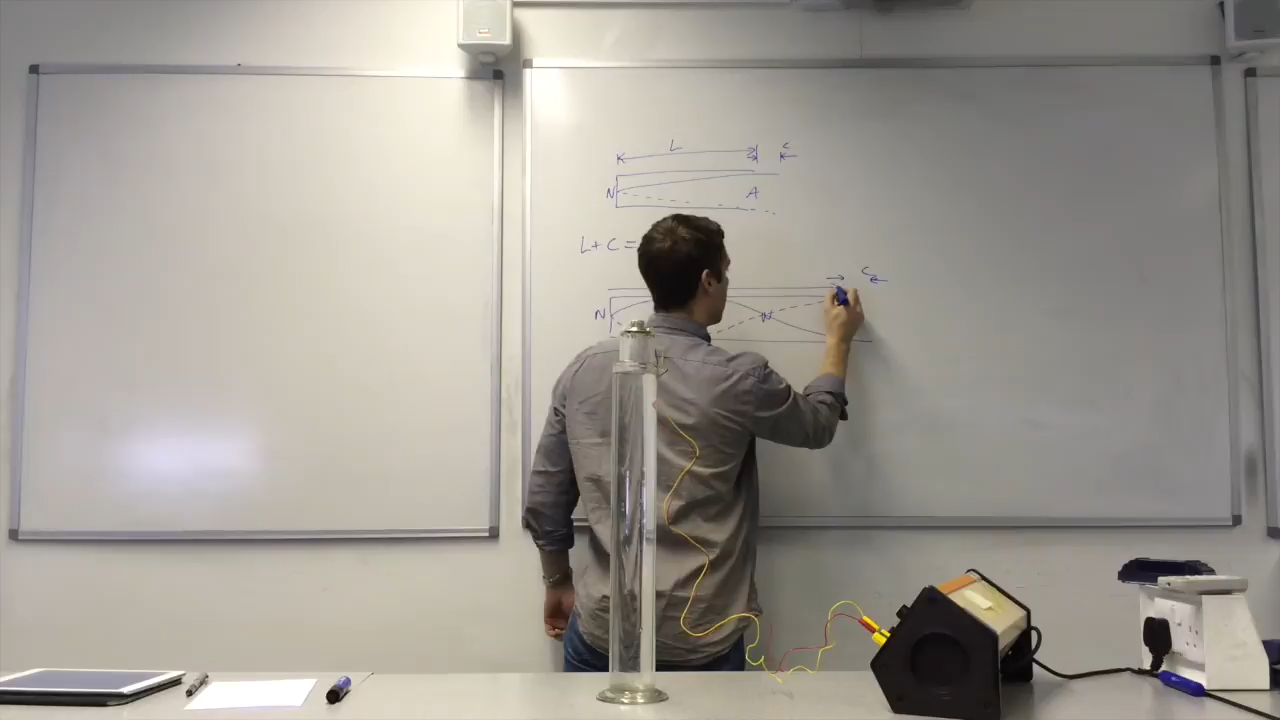 L c
N A
L + C =
c
N N